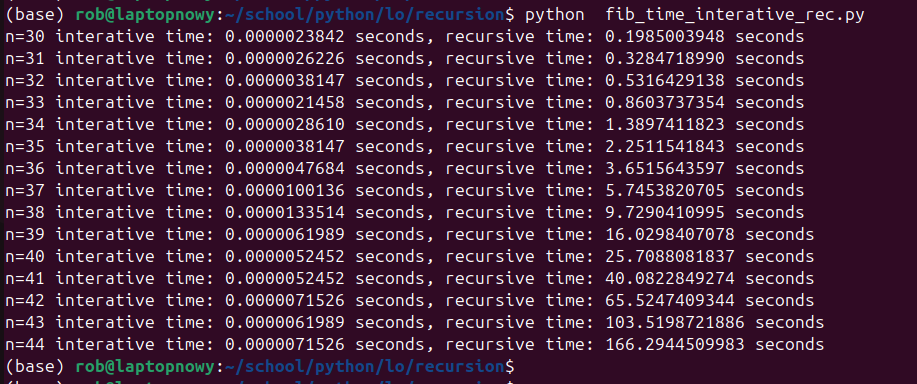 (base) rob@laptopnowy:~/school/python/lo/recursion$ python  fib_time_interative_rec.py
n=30 interative time: 0.0000023842 seconds, recursive time: 0.1985003948 seconds
n=31 interative time: 0.0000026226 seconds, recursive time: 0.3284718990 seconds
n=32 interative time: 0.0000038147 seconds, recursive time: 0.5316429138 seconds
n=33 interative time: 0.0000021458 seconds, recursive time: 0.8603737354 seconds
n=34 interative time: 0.0000028610 seconds, recursive time: 1.3897411823 seconds
n=35 interative time: 0.0000038147 seconds, recursive time: 2.2511541843 seconds
n=36 interative time: 0.0000047684 seconds, recursive time: 3.6515643597 seconds
n=37 interative time: 0.0000100136 seconds, recursive time: 5.7453820705 seconds
n=38 interative time: 0.0000133514 seconds, recursive time: 9.7290410995 seconds
n=39 interative time: 0.0000061989 seconds, recursive time: 16.0298407078 seconds
n=40 interative time: 0.0000052452 seconds, recursive time: 25.7088081837 seconds
n=41 interative time: 0.0000052452 seconds, recursive time: 40.0822849274 seconds
n=42 interative time: 0.0000071526 seconds, recursive time: 65.5247409344 seconds
n=43 interative time: 0.0000061989 seconds, recursive time: 103.5198721886 seconds
n=44 interative time: 0.0000071526 seconds, recursive time: 166.2944509983 seconds
(base) rob@laptopnowy:~/school/python/lo/recursion$